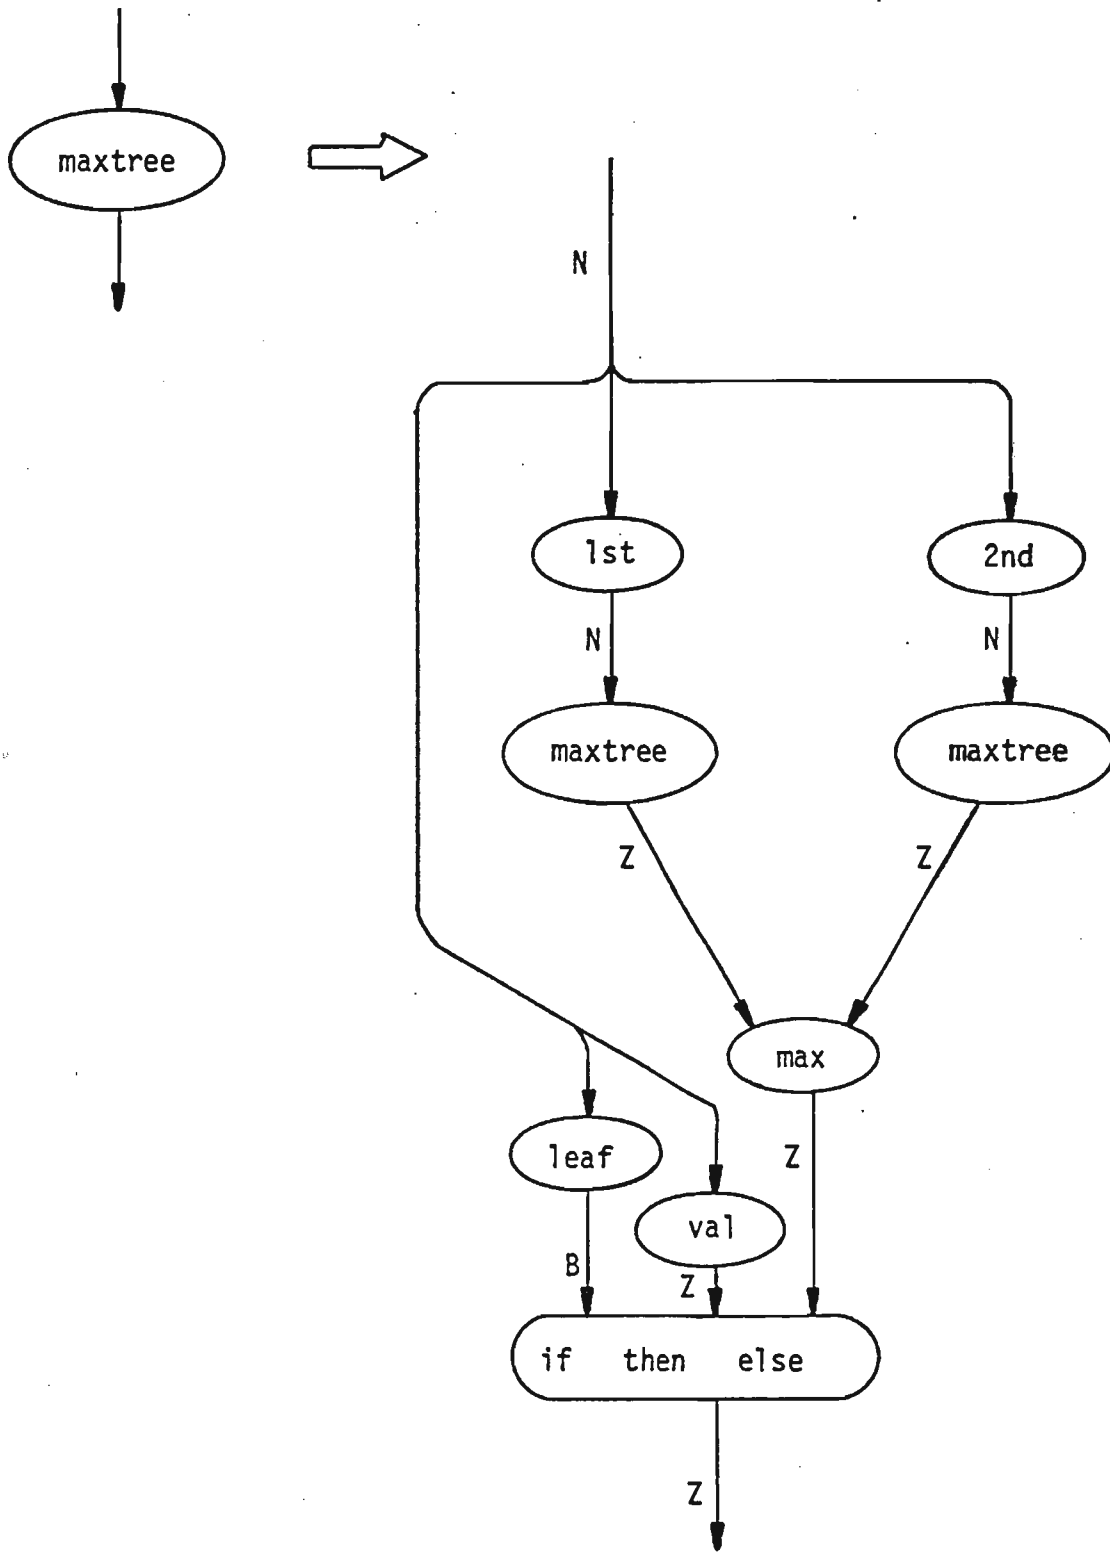 maxtree
N
1st
2nd
N
N
maxtree
maxtree
Z
Z
max
leaf
Z
val
B
Z
if then else
Z